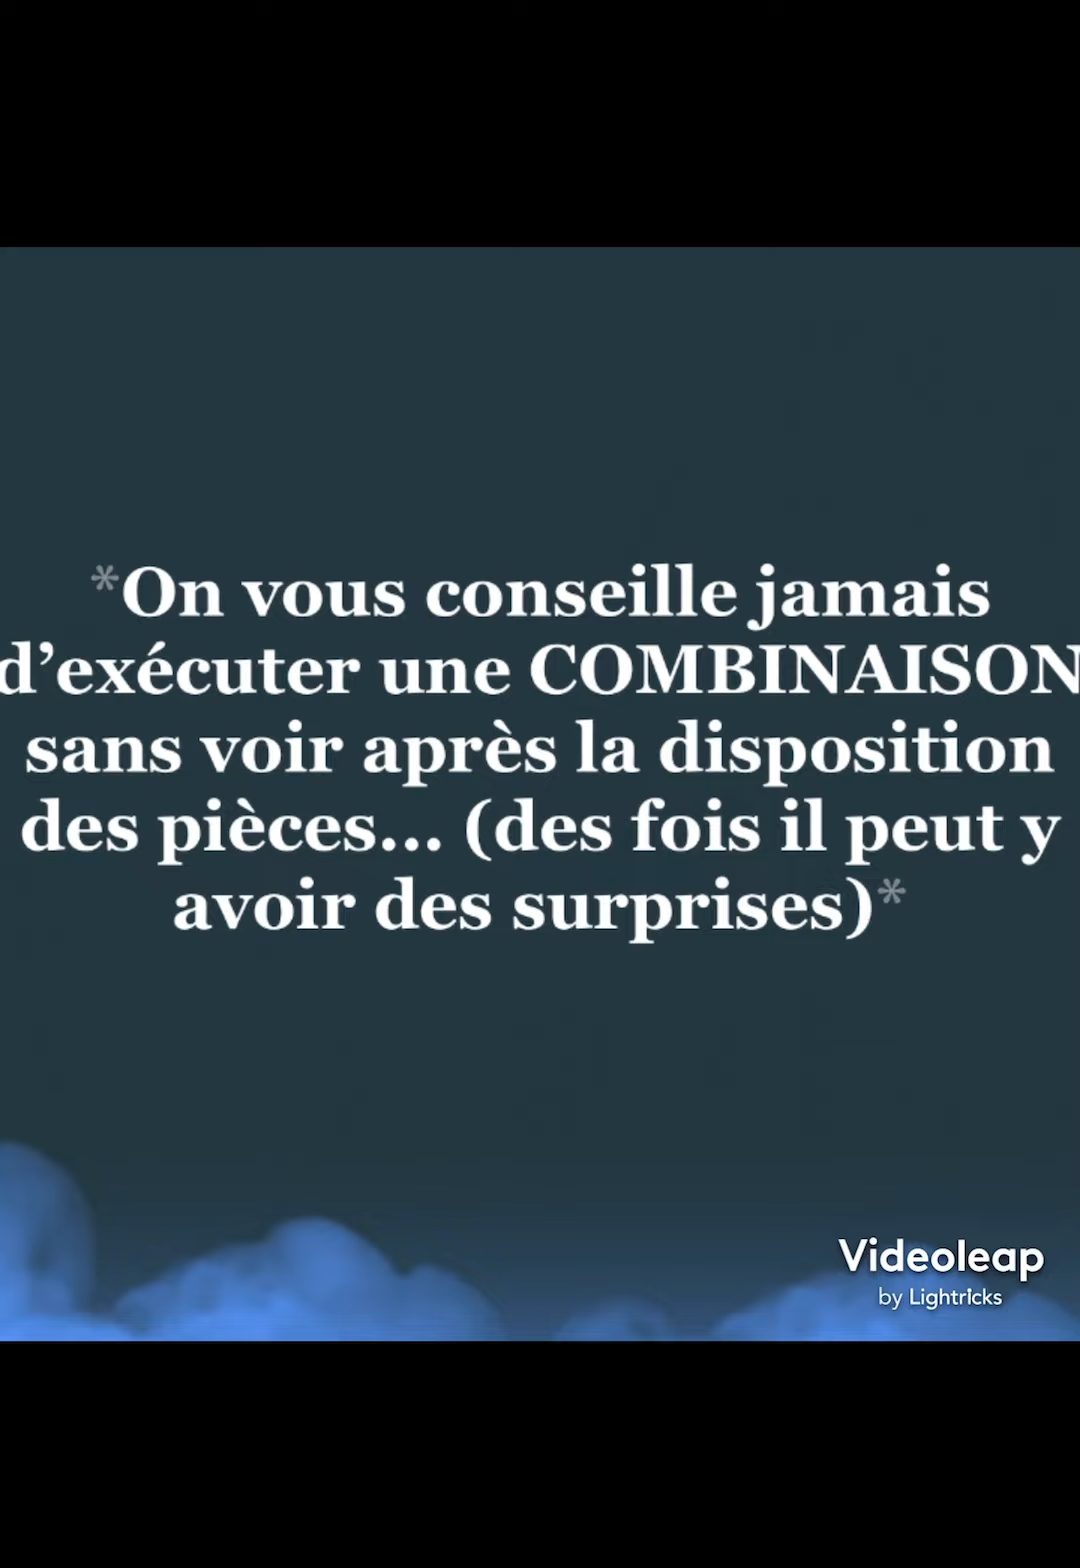 *On vous conseille jamais
d’exécuter une COMBINAISON
sans voir après la disposition
des pièces... (des fois il peut y
avoir des surprises)*
Videoleap
by Lightricks